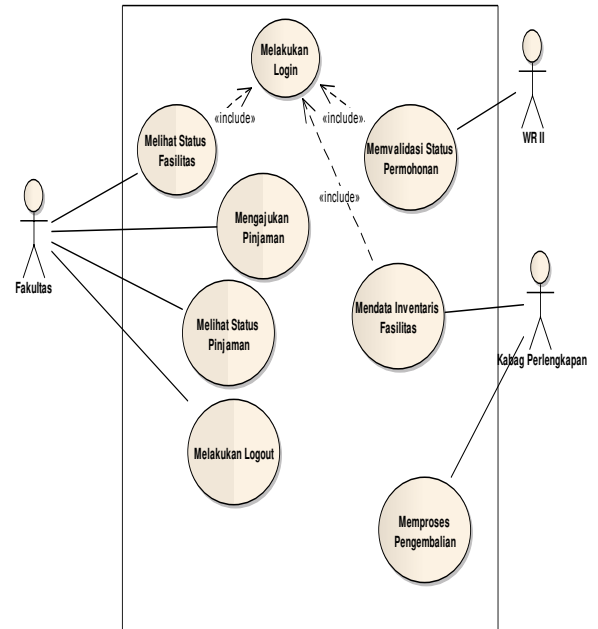 Melakukan
Login
«include»
«include»
Melihat Status
Fasilitas
Memvalidasi Status
Permohonan
WR II
«include»
Mengajukan
Pinjaman
Fakultas
Melihat Status
Pinjaman
Mendata Inventaris
Fasilitas
Kabag Perlengkapan
Melakukan Logout
Memproses
Pengembalian